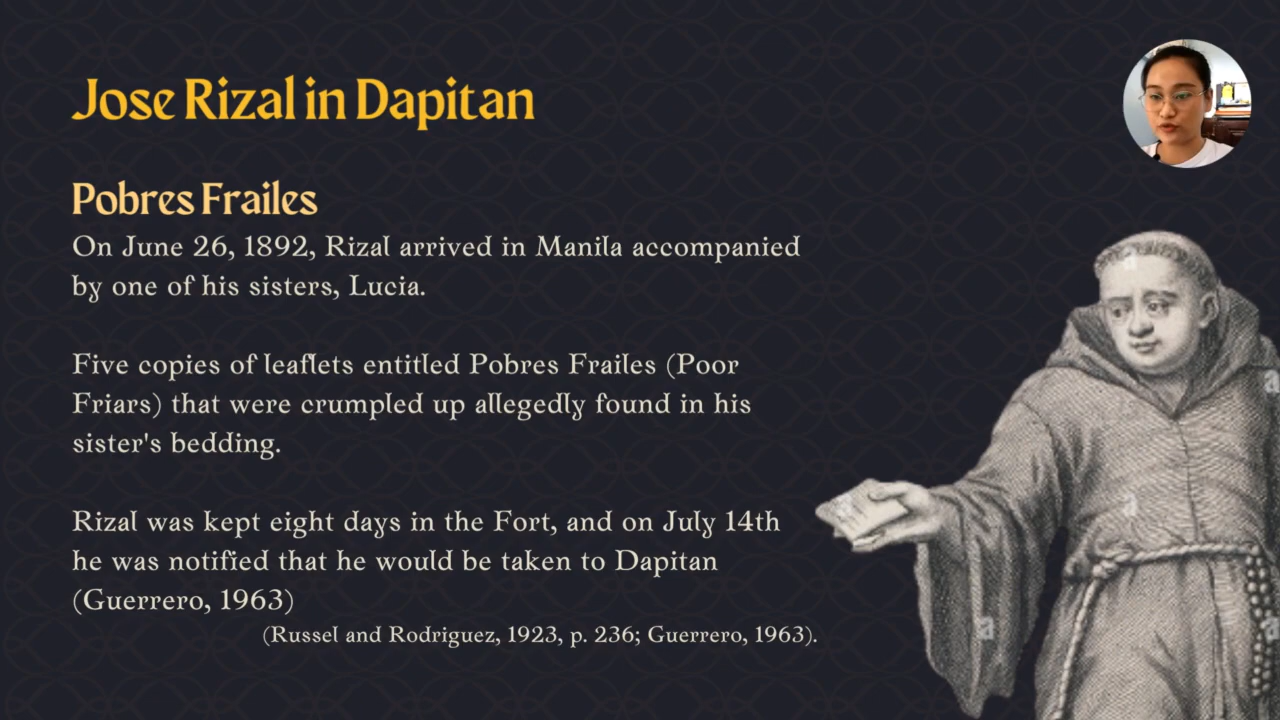 Jose Rizal in Dapitan
Pobres Frailes
On June 26, 1892, Rizal arrived in Manila accompanied
by one of his sisters, Lucia.
Five copies of leaflets entitled Pobres Frailes (Poor
Friars) that were crumpled up allegedly found in his
sister's bedding.
Rizal was kept eight days in the Fort, and on July 14th
he was notified that he would be taken to Dapitan
(Guerrero, 1963)
(Russel and Rodriguez, 1923, p. 236; Guerrero, 1963).
a
a
a
a